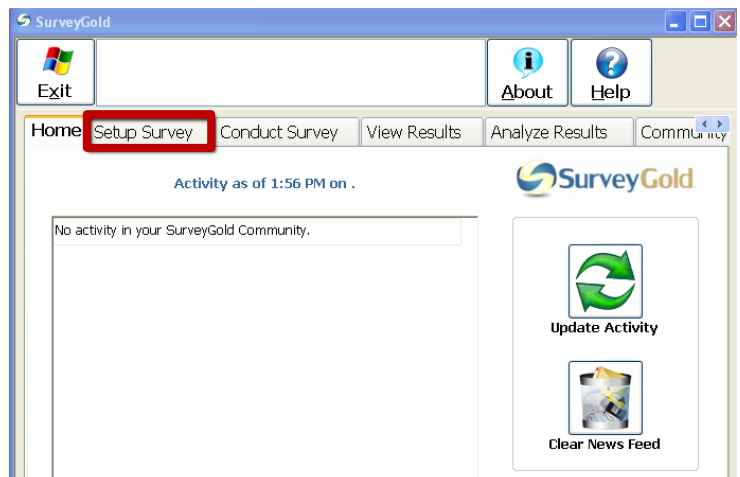 SurveyGold
Exit
About
Help
Home
Setup Survey
Conduct Survey
View Results
Analyze Results
Community
Activity as of 1:56 PM on .
SurveyGold
No activity in your SurveyGold Community.
Update Activity
Clear News Feed